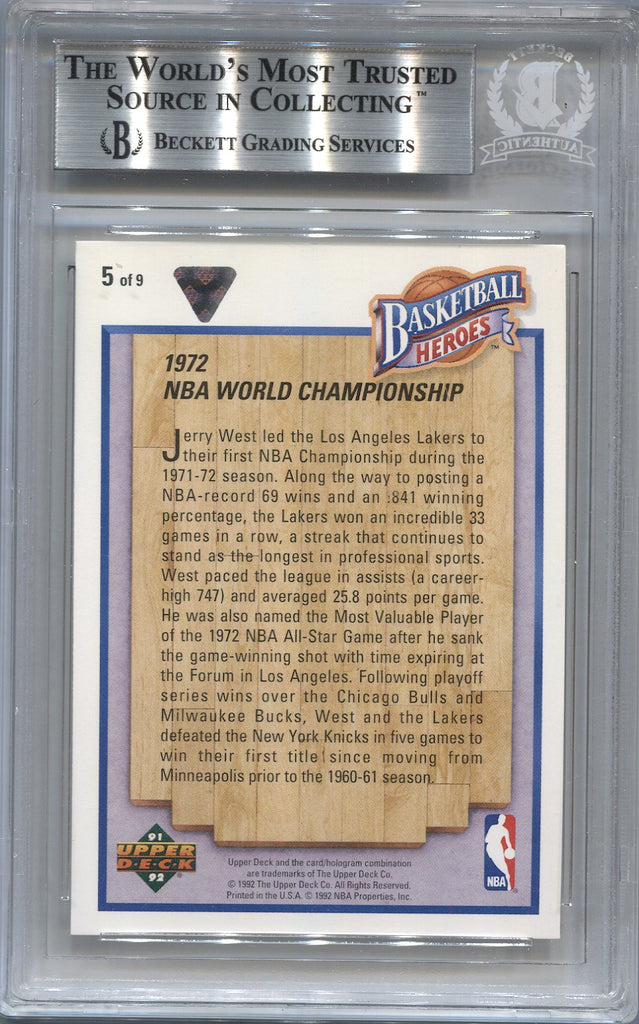 THE WORLD'S MOST TRUSTED
SOURCE IN COLLECTING™
B BECKETT GRADING SERVICES
BECKETT
B
AUTHENTIC
5 of 9
BASKETBALL
HEROES™
1972
NBA WORLD CHAMPIONSHIP
Jerry West led the Los Angeles Lakers to
their first NBA Championship during the
1971-72 season. Along the way to posting a
NBA-record 69 wins and an .841 winning
percentage, the Lakers won an incredible 33
games in a row, a streak that continues to
stand as the longest in professional sports.
West paced the league in assists (a career-
high 747) and averaged 25.8 points per game.
He was also named the Most Valuable Player
of the 1972 NBA All-Star Game after he sank
the game-winning shot with time expiring at
the Forum in Los Angeles. Following playoff
series wins over the Chicago Bulls and
Milwaukee Bucks, West and the Lakers
defeated the New York Knicks in five games to
win their first title since moving from
Minneapolis prior to the 1960-61 season.
91
UPPER
DECK
92
Upper Deck and the card/hologram combination
are trademarks of The Upper Deck Co.
© 1992 The Upper Deck Co. All Rights Reserved.
Printed in the U.S.A. © 1992 NBA Properties, Inc.
NBA®